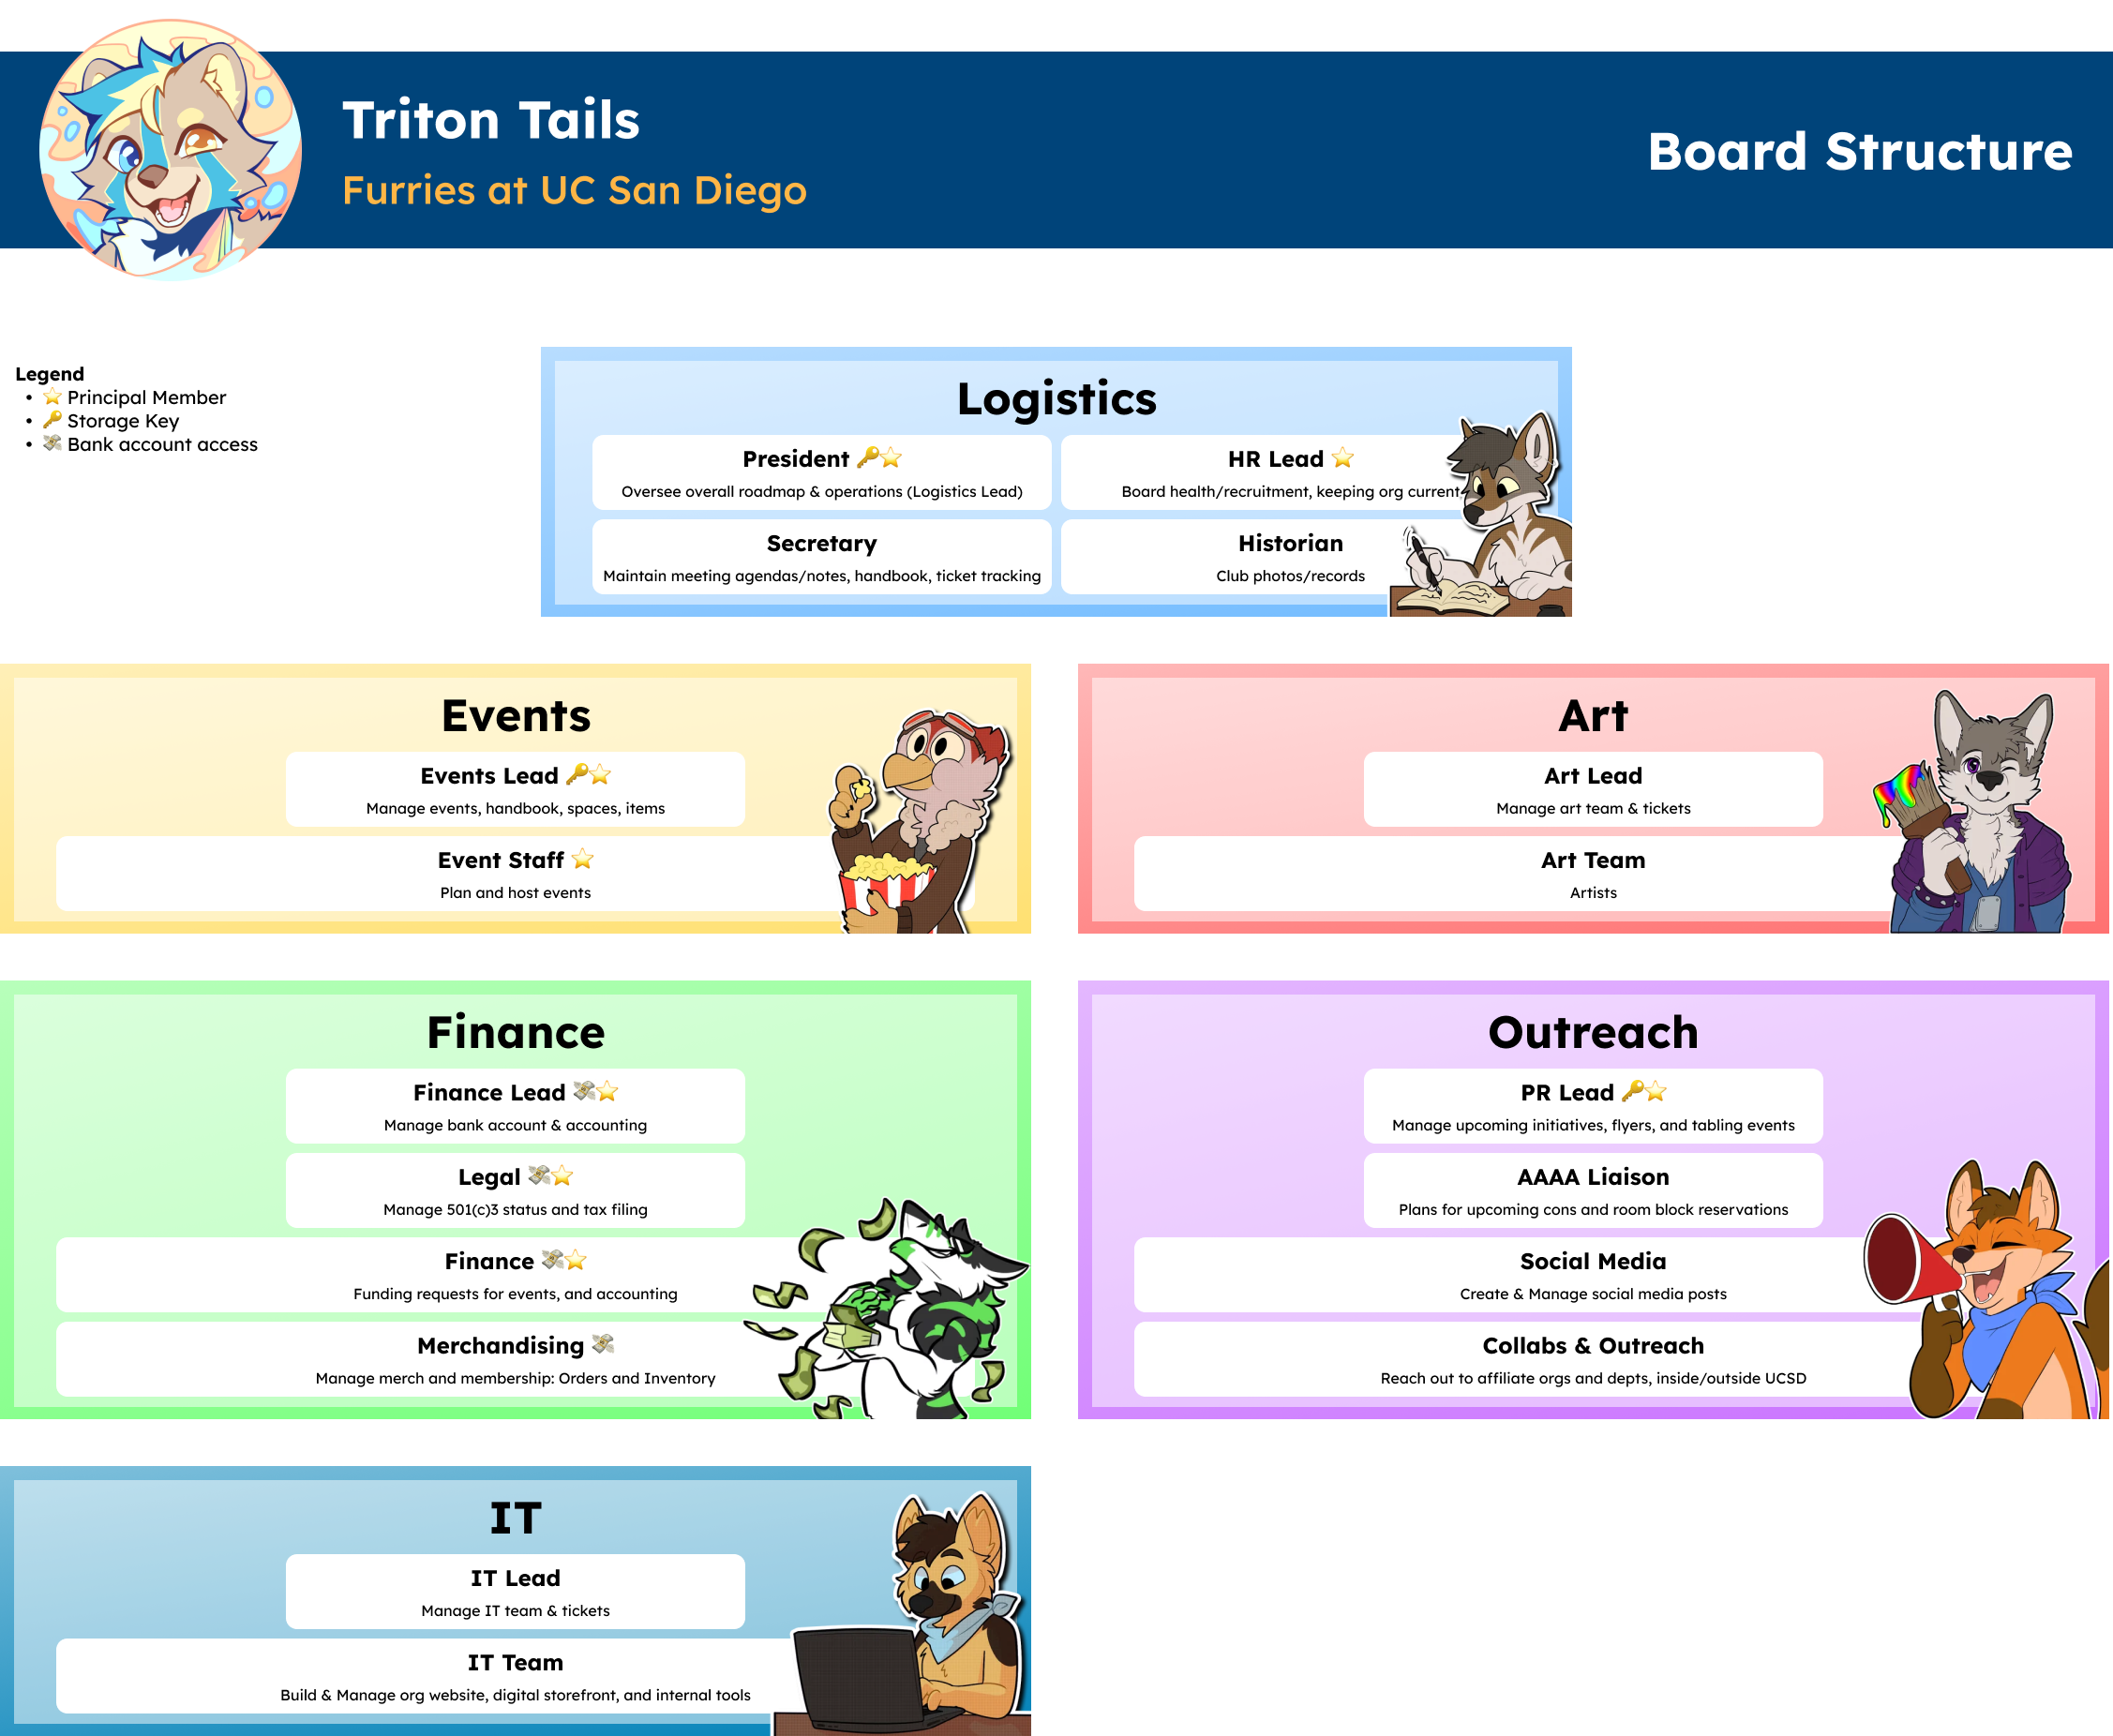 Triton Tails
Furries at UC San Diego
Board Structure
Legend
• ⭐ Principal Member
• 🔑 Storage Key
• 💸 Bank account access
Logistics
President 🔑⭐
Oversee overall roadmap & operations (Logistics Lead)
HR Lead ⭐
Board health/recruitment, keeping org current
Secretary
Maintain meeting agendas/notes, handbook, ticket tracking
Historian
Club photos/records
Events
Events Lead 🔑⭐
Manage events, handbook, spaces, items
Event Staff ⭐
Plan and host events
Art
Art Lead
Manage art team & tickets
Art Team
Artists
Finance
Finance Lead 💸⭐
Manage bank account & accounting
Legal 💸⭐
Manage 501(c)3 status and tax filing
Finance 💸⭐
Funding requests for events, and accounting
Merchandising 💸
Manage merch and membership: Orders and Inventory
Outreach
PR Lead 🔑⭐
Manage upcoming initiatives, flyers, and tabling events
AAAA Liaison
Plans for upcoming cons and room block reservations
Social Media
Create & Manage social media posts
Collabs & Outreach
Reach out to affiliate orgs and depts, inside/outside UCSD
IT
IT Lead
Manage IT team & tickets
IT Team
Build & Manage org website, digital storefront, and internal tools